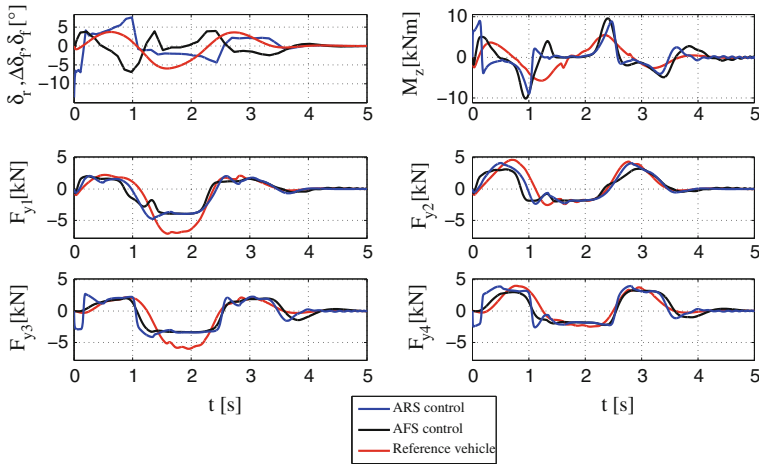 δr ,Δδf, δf [°]
5
0
−5
−10
0 1 2 3 4 5
Mz [kNm]
10
0
−10
0 1 2 3 4 5
Fy1[kN]
5
0
−5
0 1 2 3 4 5
Fy2[kN]
5
0
−5
0 1 2 3 4 5
Fy3[kN]
5
0
−5
0 1 2 3 4 5
t [s]
Fy4[kN]
5
0
−5
0 1 2 3 4 5
t [s]
ARS control
AFS control
Reference vehicle